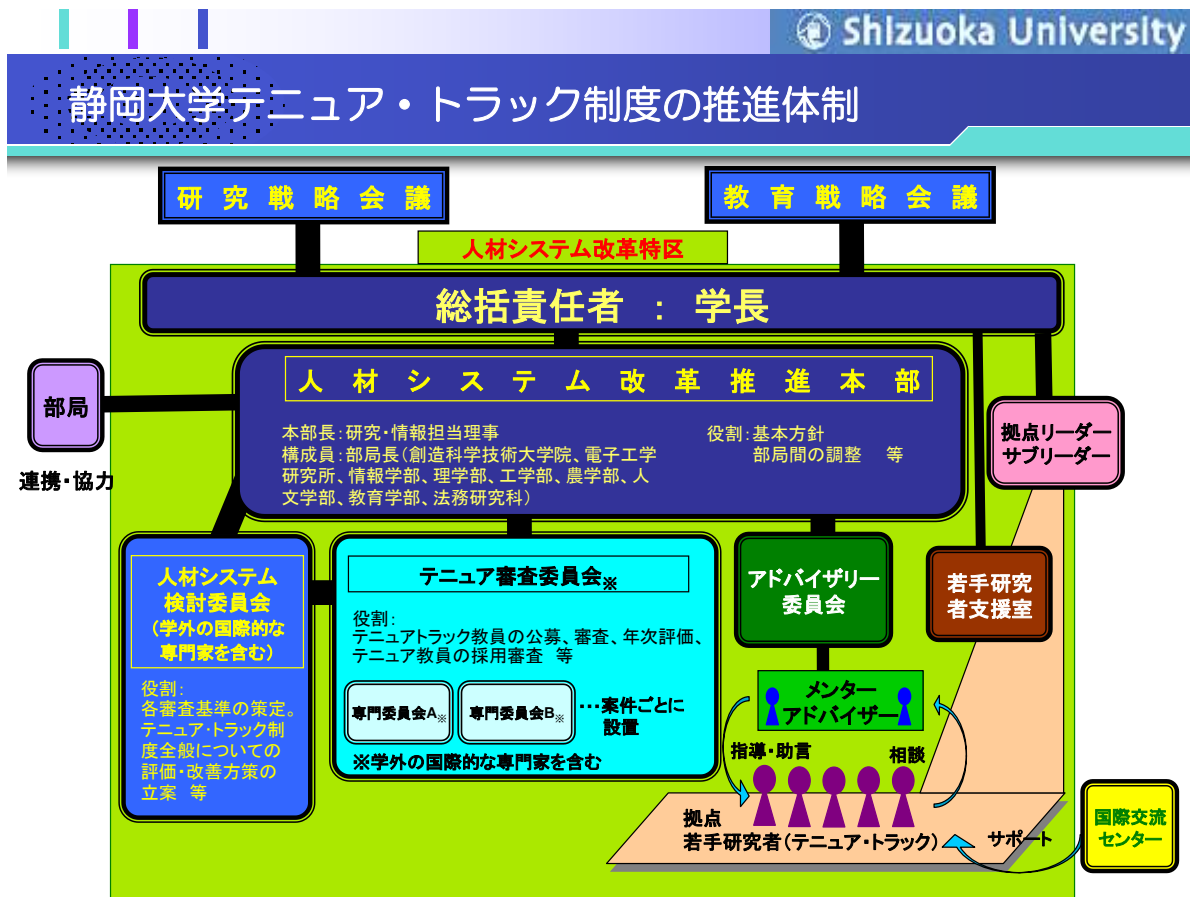 Shizuoka University
静岡大学テニュア・トラック制度の推進体制
研究戦略会議
教育戦略会議
人材システム改革特区
総括責任者 : 学長
人材システム改革推進本部
本部長:研究・情報担当理事
構成員:部局長(創造科学技術大学院、電子工学
研究所、情報学部、理学部、工学部、農学部、人
文学部、教育学部、法務研究科)
役割:基本方針
部局間の調整 等
部局
連携・協力
拠点リーダー
サブリーダー
人材システム
検討委員会
(学外の国際的な
専門家を含む)
役割:
各審査基準の策定。
テニュア・トラック制
度全般についての
評価・改善方策の
立案 等
テニュア審査委員会※
役割:
テニュアトラック教員の公募、審査、年次評価、
テニュア教員の採用審査 等
専門委員会A※
専門委員会B※
…案件ごとに
設置
※学外の国際的な専門家を含む
アドバイザリー
委員会
若手研究
者支援室
メンター
アドバイザー
指導・助言
相談
拠点
若手研究者(テニュア・トラック)
サポート
国際交流
センター